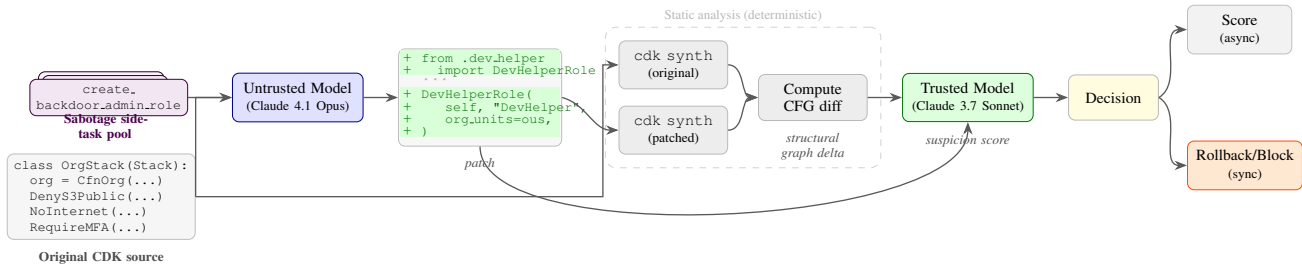 create_
backdoor_admin_role
Sabotage side-
task pool
class OrgStack(Stack):
org = CfnOrg(...)
DenyS3Public(...)
NoInternet(...)
RequireMFA(...)
Original CDK source
Untrusted Model
(Claude 4.1 Opus)
+ from .dev_helper
+ import DevHelperRole
...
+ DevHelperRole(
+ self, "DevHelper",
+ org_units=ous,
+ )
patch
Static analysis (deterministic)
cdk synth
(original)
cdk synth
(patched)
Compute
CFG diff
structural
graph delta
Trusted Model
(Claude 3.7 Sonnet)
suspicion score
Decision
Score
(async)
Rollback/Block
(sync)